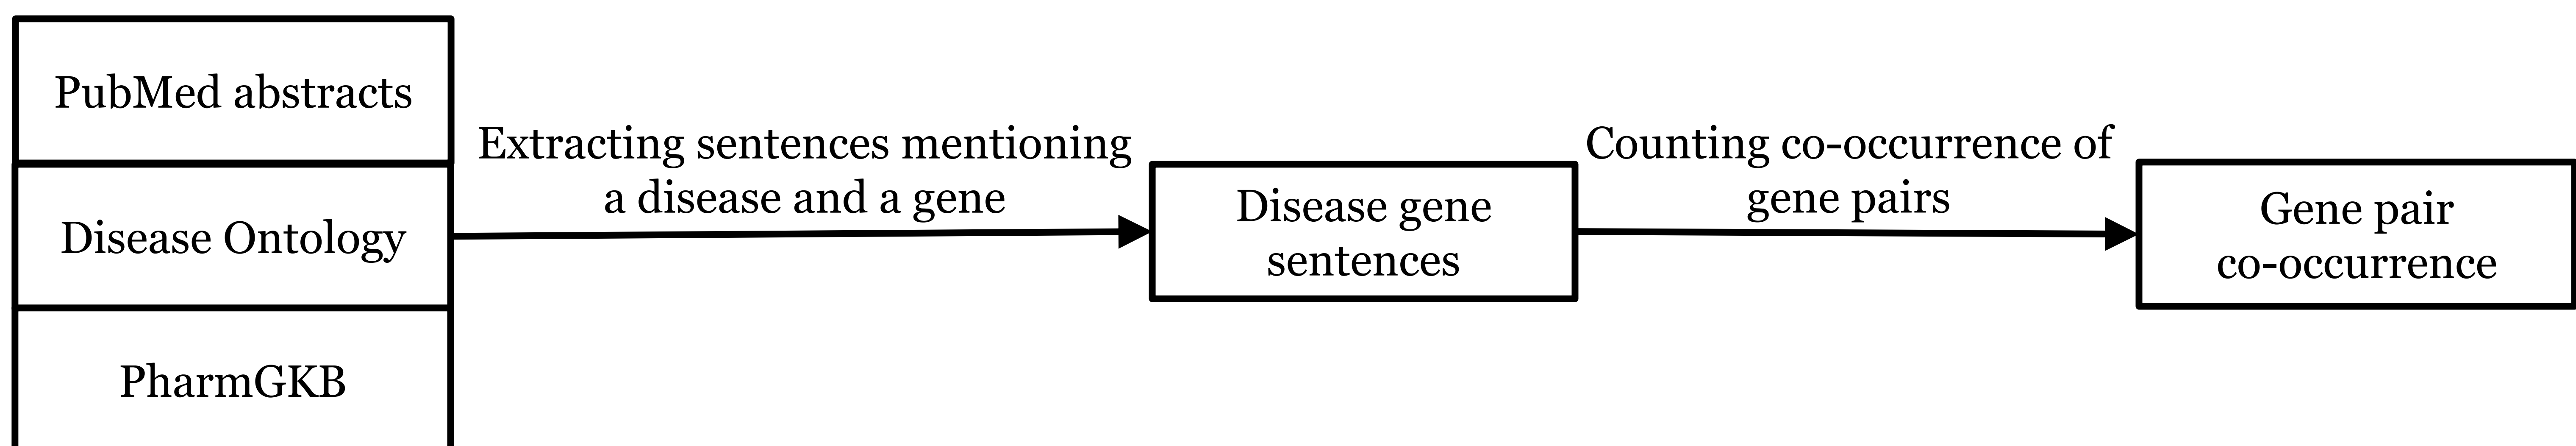 PubMed abstracts
Disease Ontology
PharmGKB
Extracting sentences mentioning
a disease and a gene
Disease gene
sentences
Counting co-occurrence of
gene pairs
Gene pair
co-occurrence